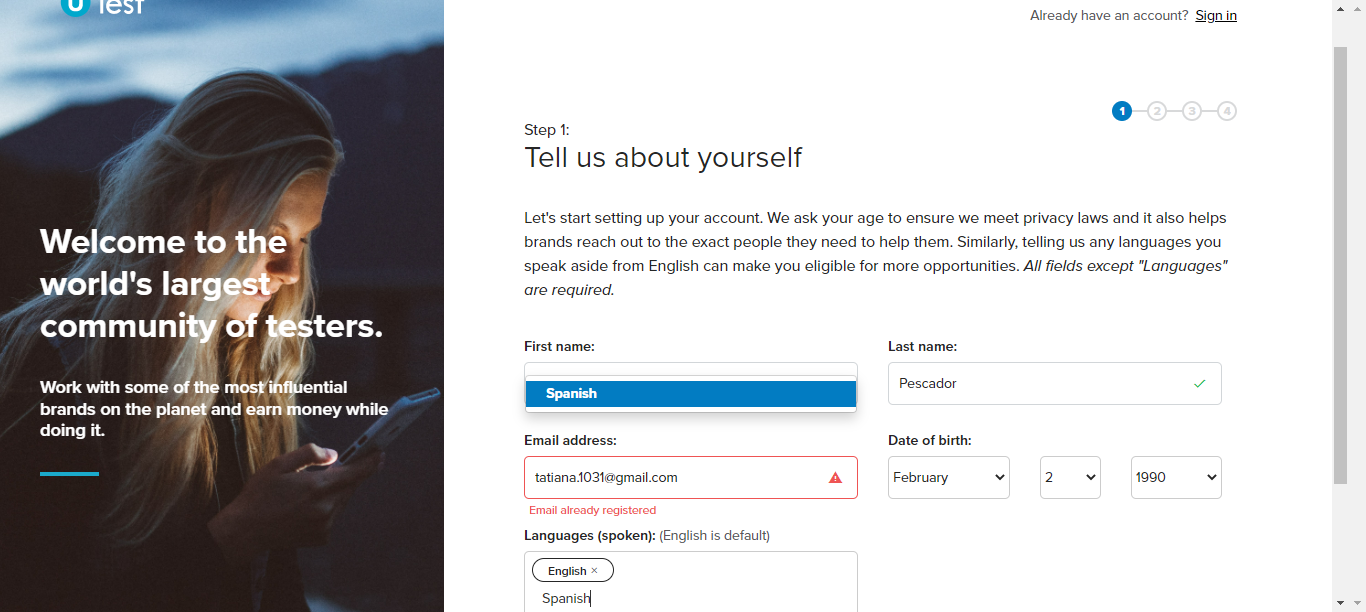 Test
Already have an account? Sign in
1 2 3 4
Step 1:
Tell us about yourself
Let's start setting up your account. We ask your age to ensure we meet privacy laws and it also helps
brands reach out to the exact people they need to help them. Similarly, telling us any languages you
speak aside from English can make you eligible for more opportunities. All fields except "Languages"
are required.
Welcome to the
world's largest
community of testers.
Work with some of the most influential
brands on the planet and earn money while
doing it.
First name:
Last name:
Spanish
Pescador
Email address:
Date of birth:
tatiana.1031@gmail.com
February
2
1990
Email already registered
Languages (spoken): (English is default)
English ×
Spanish